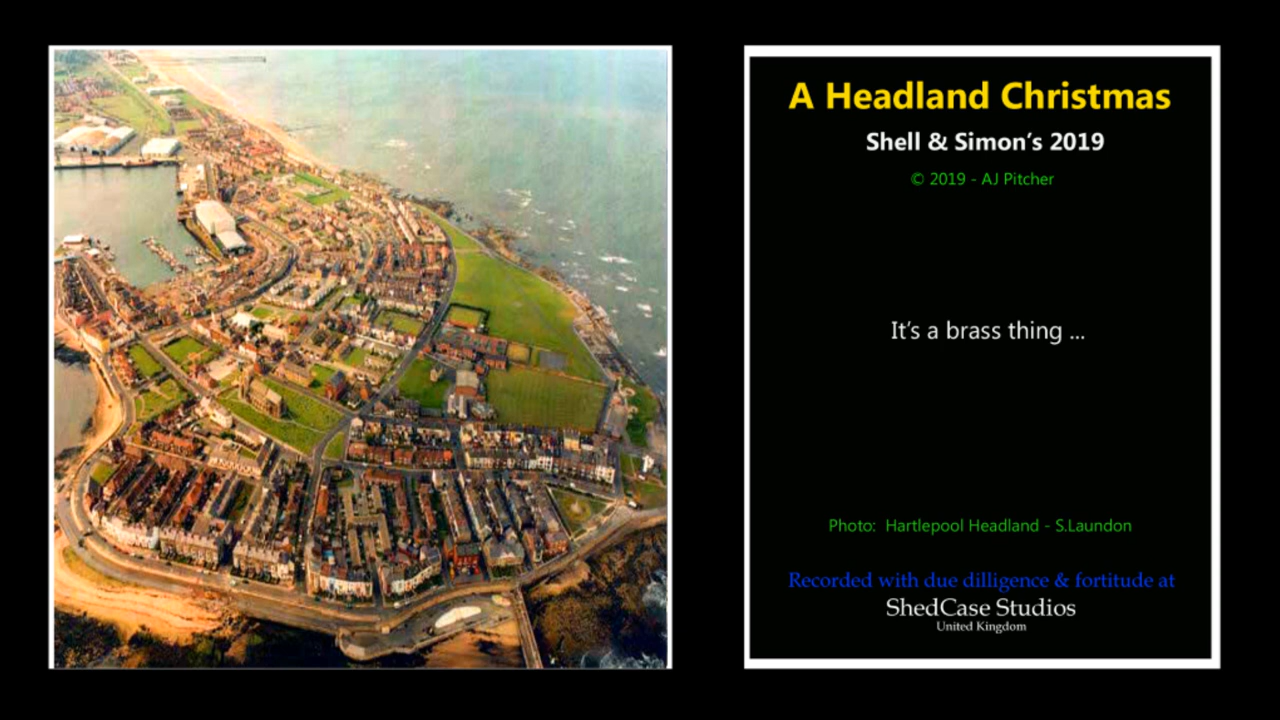 A Headland Christmas
Shell & Simon’s 2019
© 2019 - AJ Pitcher
It’s a brass thing ...
Photo:  Hartlepool Headland - S.Laundon
Recorded with due dilligence & fortitude at
ShedCase Studios
United Kingdom